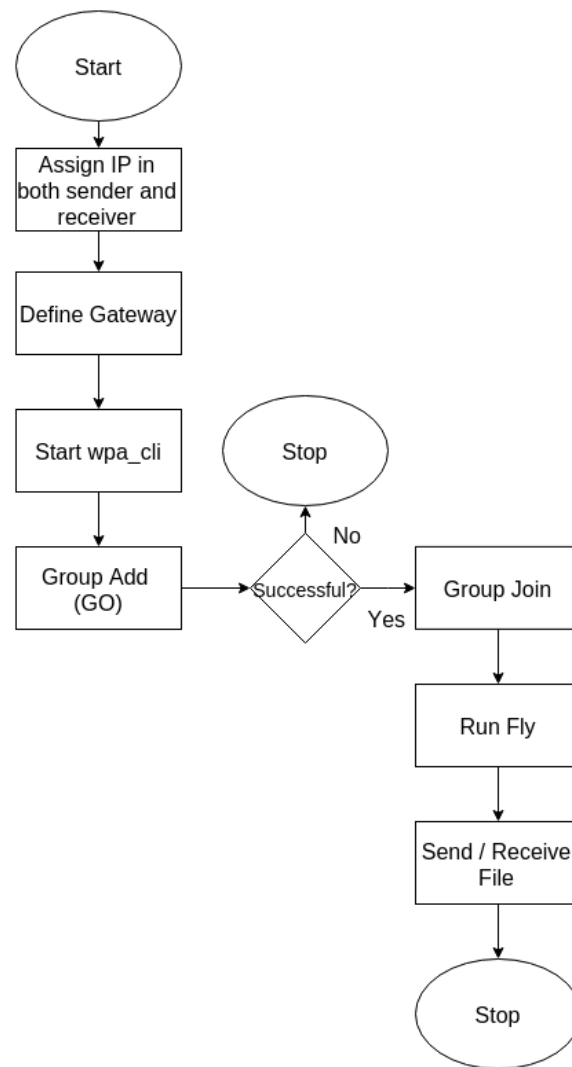 Start
Assign IP in
both sender and
receiver
Define Gateway
Start wpa_cli
Group Add
(GO)
Successful?
Stop
No
Yes
Group Join
Run Fly
Send / Receive
File
Stop